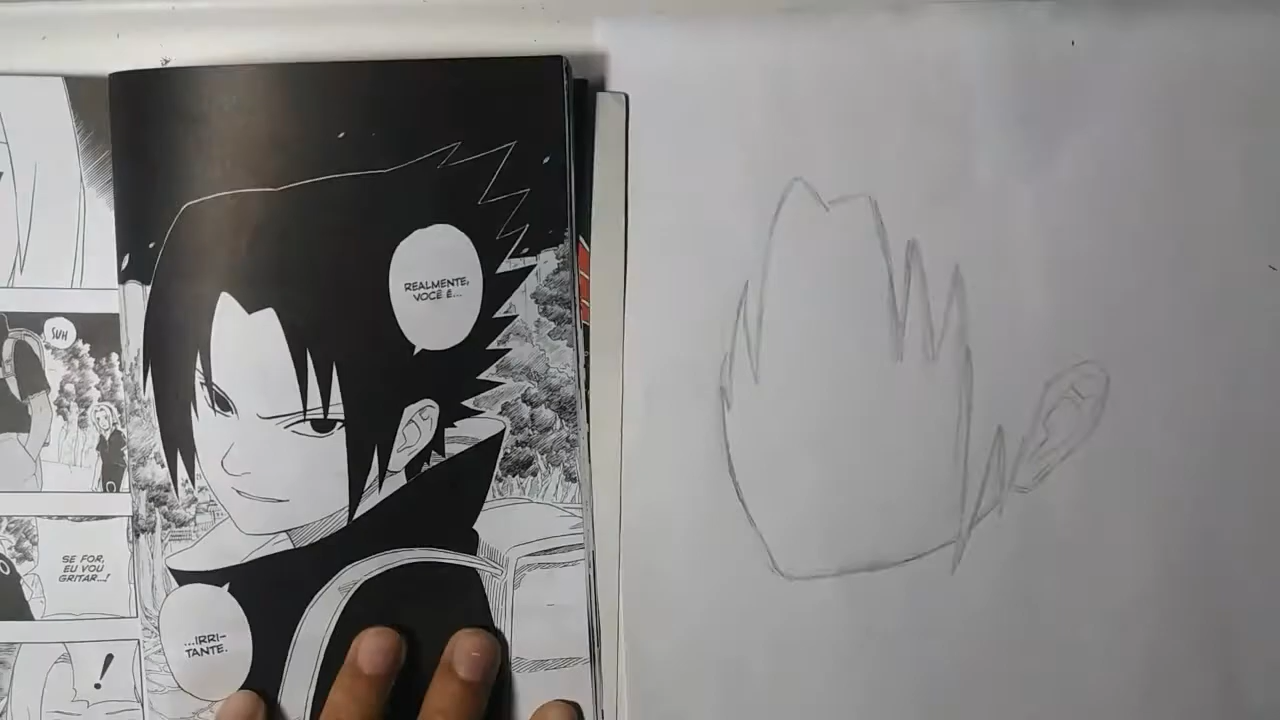 SUH
SE FOR,
EU VOU
GRITAR...!
!
REALMENTE,
VOCÊ É...
...IRRI-
TANTE.